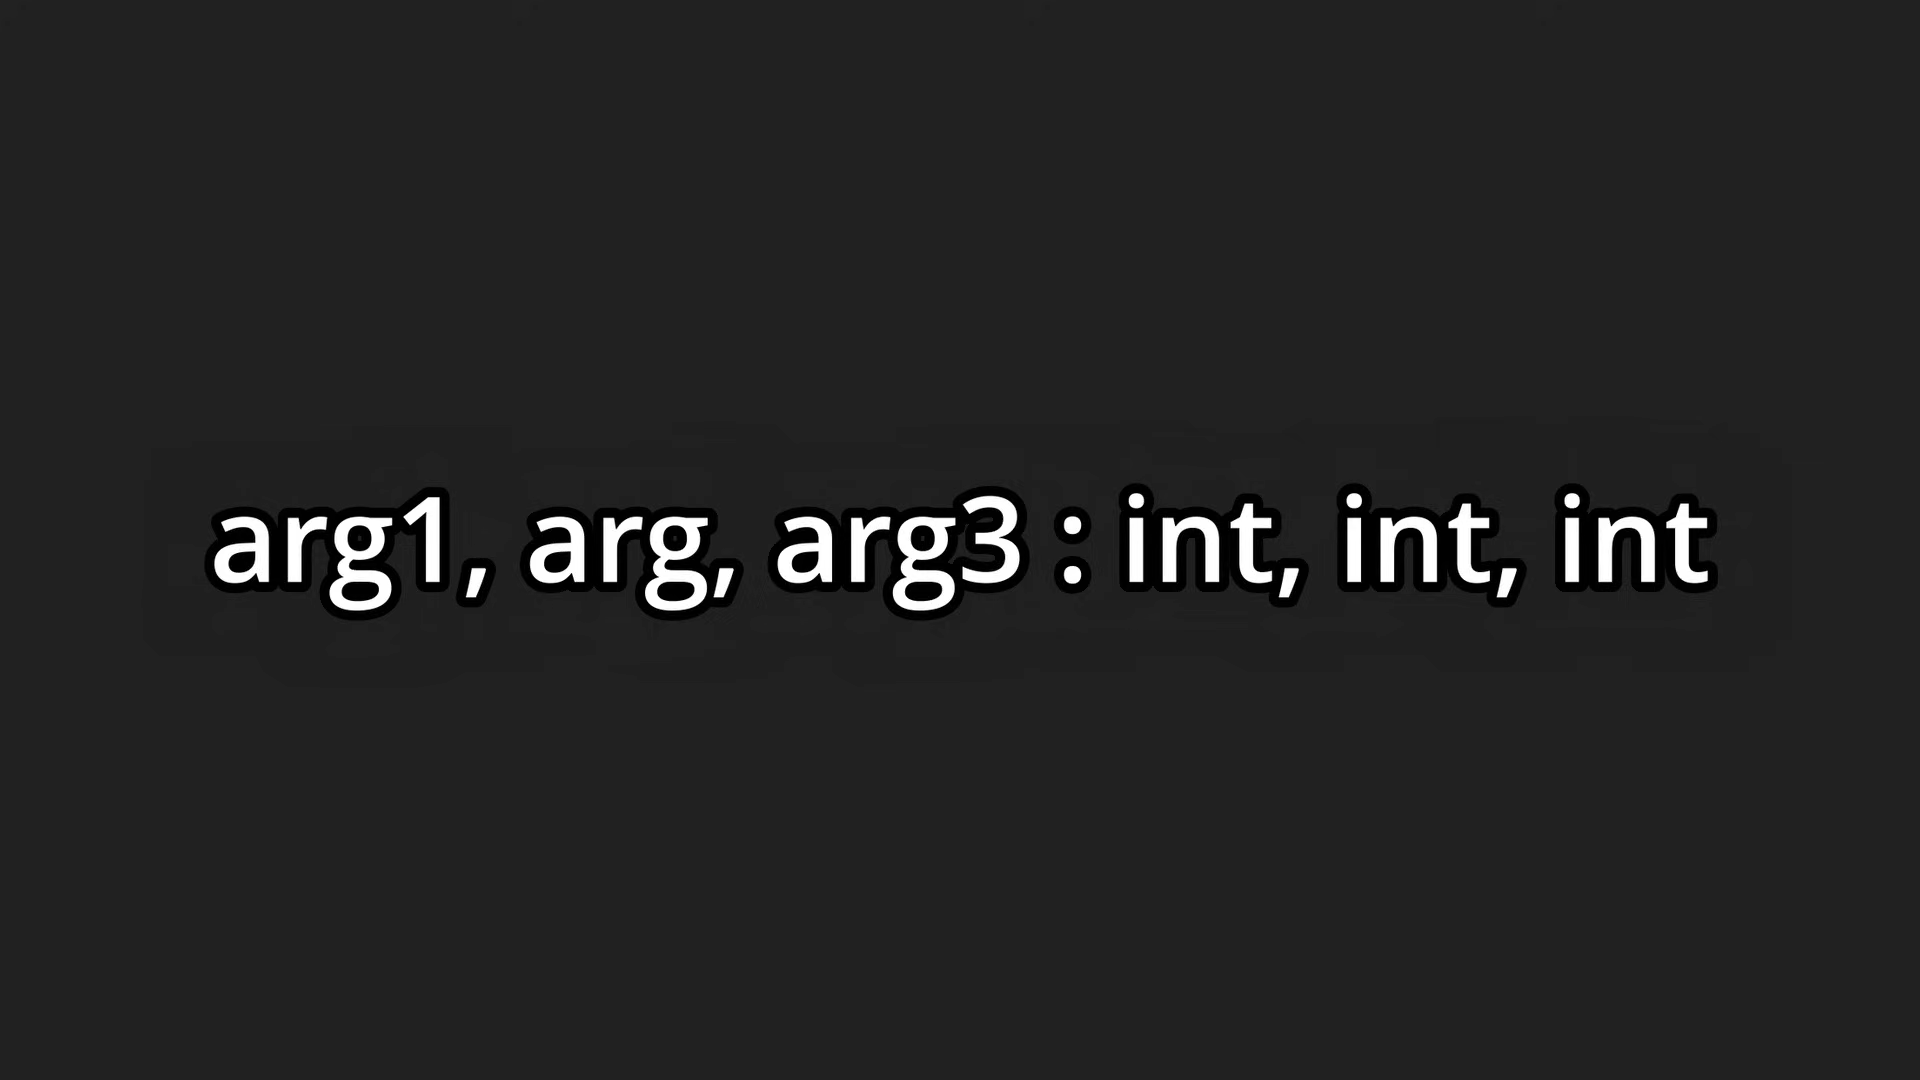 arg1, arg, arg3 : int, int, int